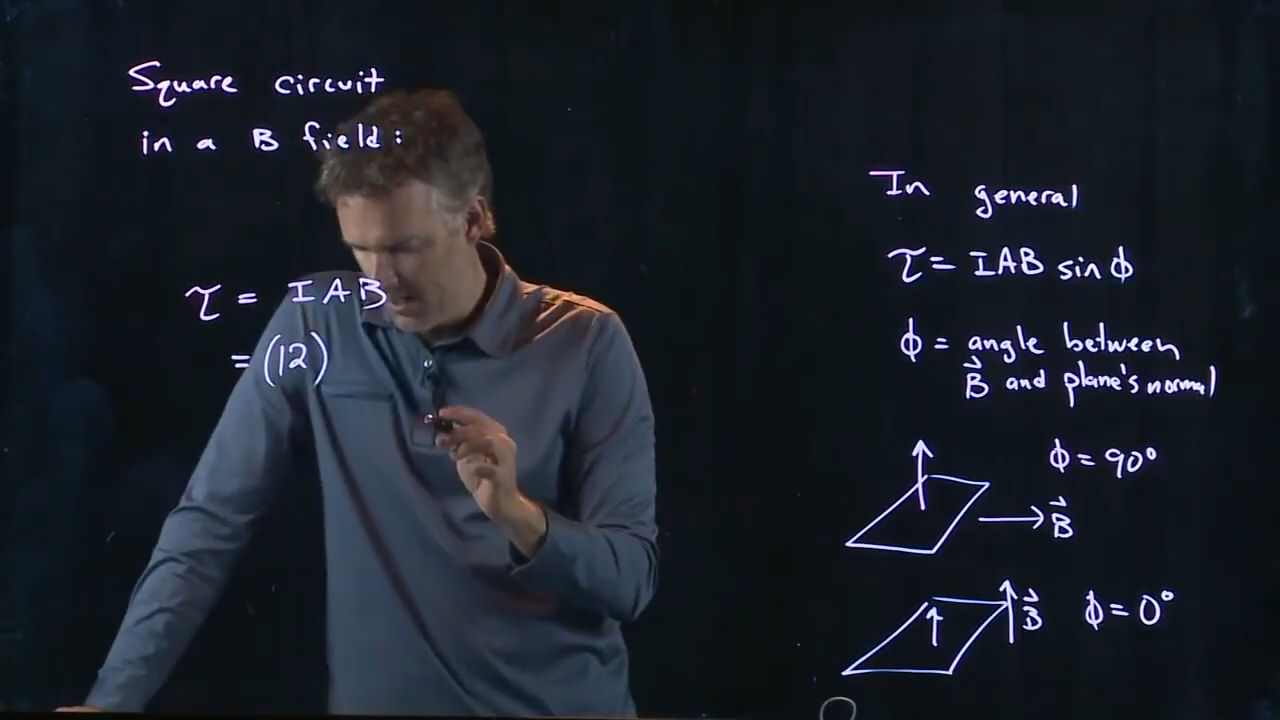 Square circuit
in a B field:
τ = IAB
= (12)
In general
τ = IAB sin ϕ
ϕ = angle between
B⃗ and plane's normal
ϕ = 90°
B⃗
B⃗ ϕ = 0°